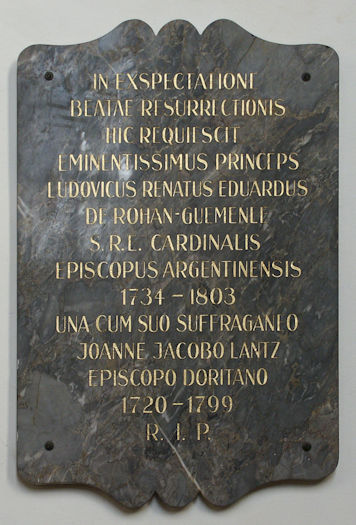 IN EXSPECTATIONE
BEATAE RESURRECTIONIS
HIC REQUIESCIT
EMINENTISSIMUS PRINCEPS
LUDOVICUS RENATUS EDUARDUS
DE ROHAN-GUEMENEE
S.R.E. CARDINALIS
EPISCOPUS ARGENTINENSIS
1734 - 1803
UNA CUM SUO SUFFRAGANEO
JOANNE JACOBO LANTZ
EPISCOPO DORITANO
1720 - 1799
R. I. P.